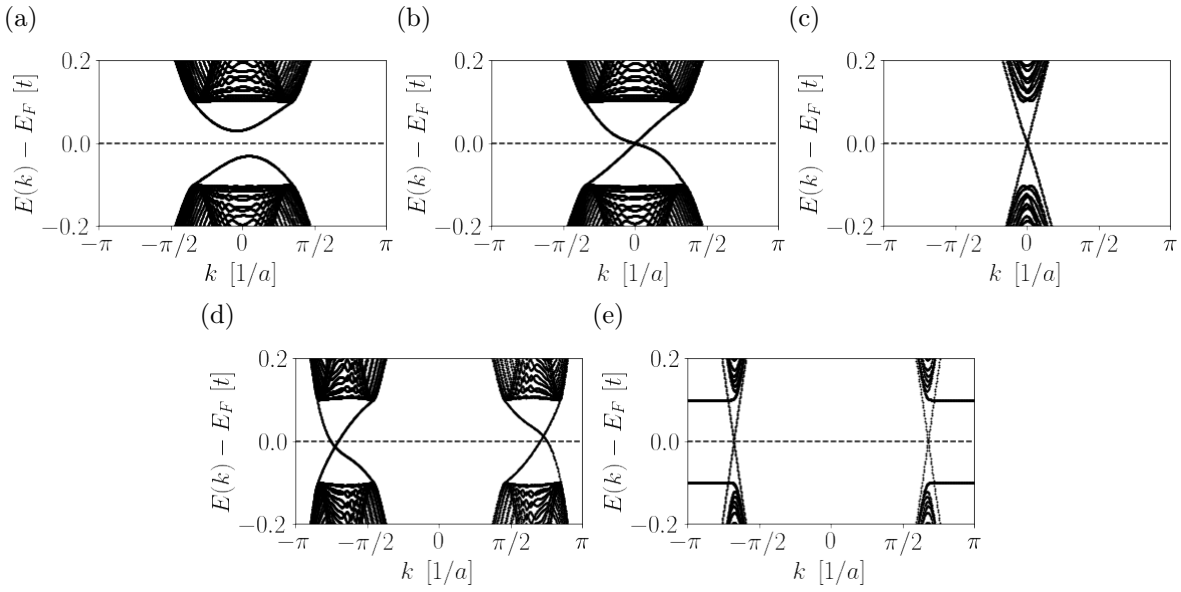 (a) (b) (c)
0.2 0.2 0.2
E(k) − E_F [t] E(k) − E_F [t] E(k) − E_F [t]
0.0 0.0 0.0
−0.2 −0.2 −0.2
−π −π/2 0 π/2 π −π −π/2 0 π/2 π −π −π/2 0 π/2 π
k [1/a] k [1/a] k [1/a]
(d) (e)
0.2 0.2
E(k) − E_F [t] E(k) − E_F [t]
0.0 0.0
−0.2 −0.2
−π −π/2 0 π/2 π −π −π/2 0 π/2 π
k [1/a] k [1/a]